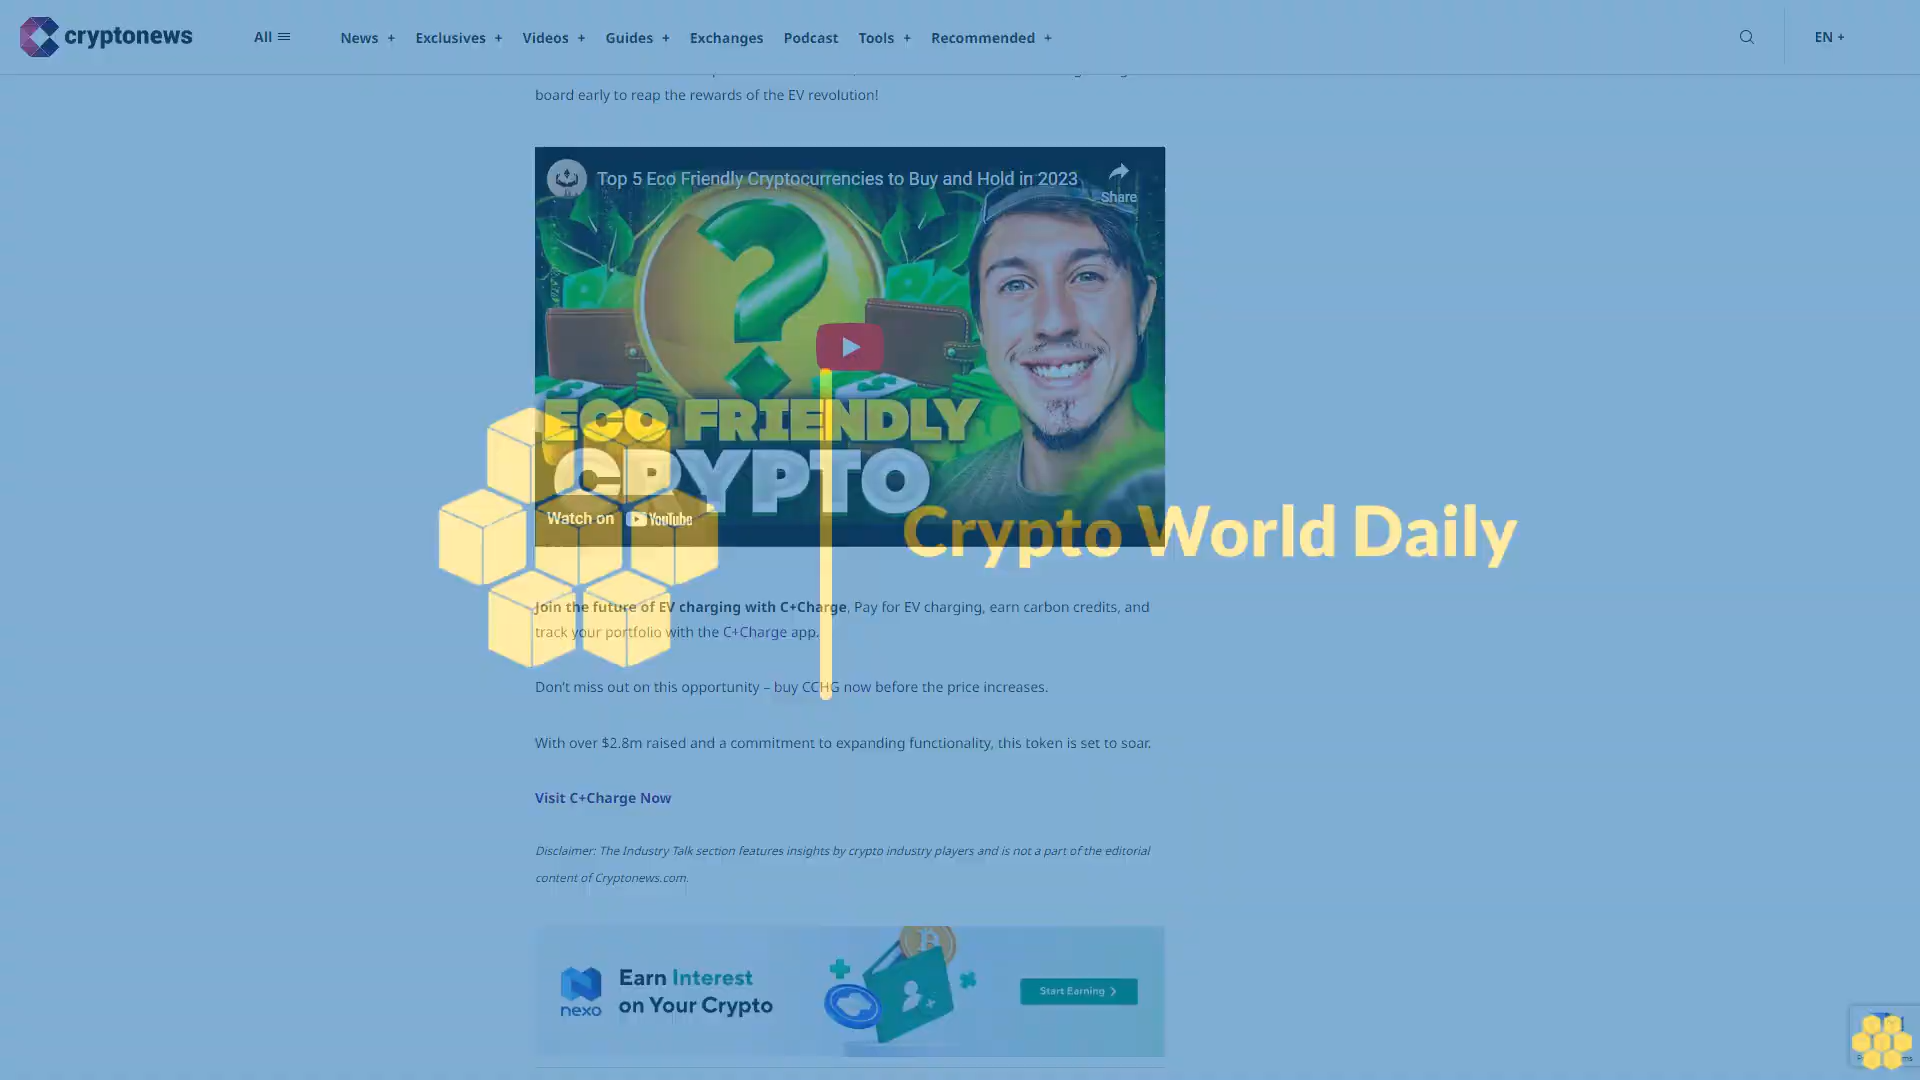 cryptonews
All
News +
Exclusives +
Videos +
Guides +
Exchanges
Podcast
Tools +
Recommended +
EN +
board early to reap the rewards of the EV revolution!
Top 5 Eco Friendly Cryptocurrencies to Buy and Hold in 2023
Share
ECO FRIENDLY
CRYPTO
Watch on YouTube
Crypto World Daily
Join the future of EV charging with C+Charge, Pay for EV charging, earn carbon credits, and
track your portfolio with the C+Charge app.
Don't miss out on this opportunity – buy CCHG now before the price increases.
With over $2.8m raised and a commitment to expanding functionality, this token is set to soar.
Visit C+Charge Now
Disclaimer: The Industry Talk section features insights by crypto industry players and is not a part of the editorial
content of Cryptonews.com.
nexo
Earn Interest
on Your Crypto
Start Earning